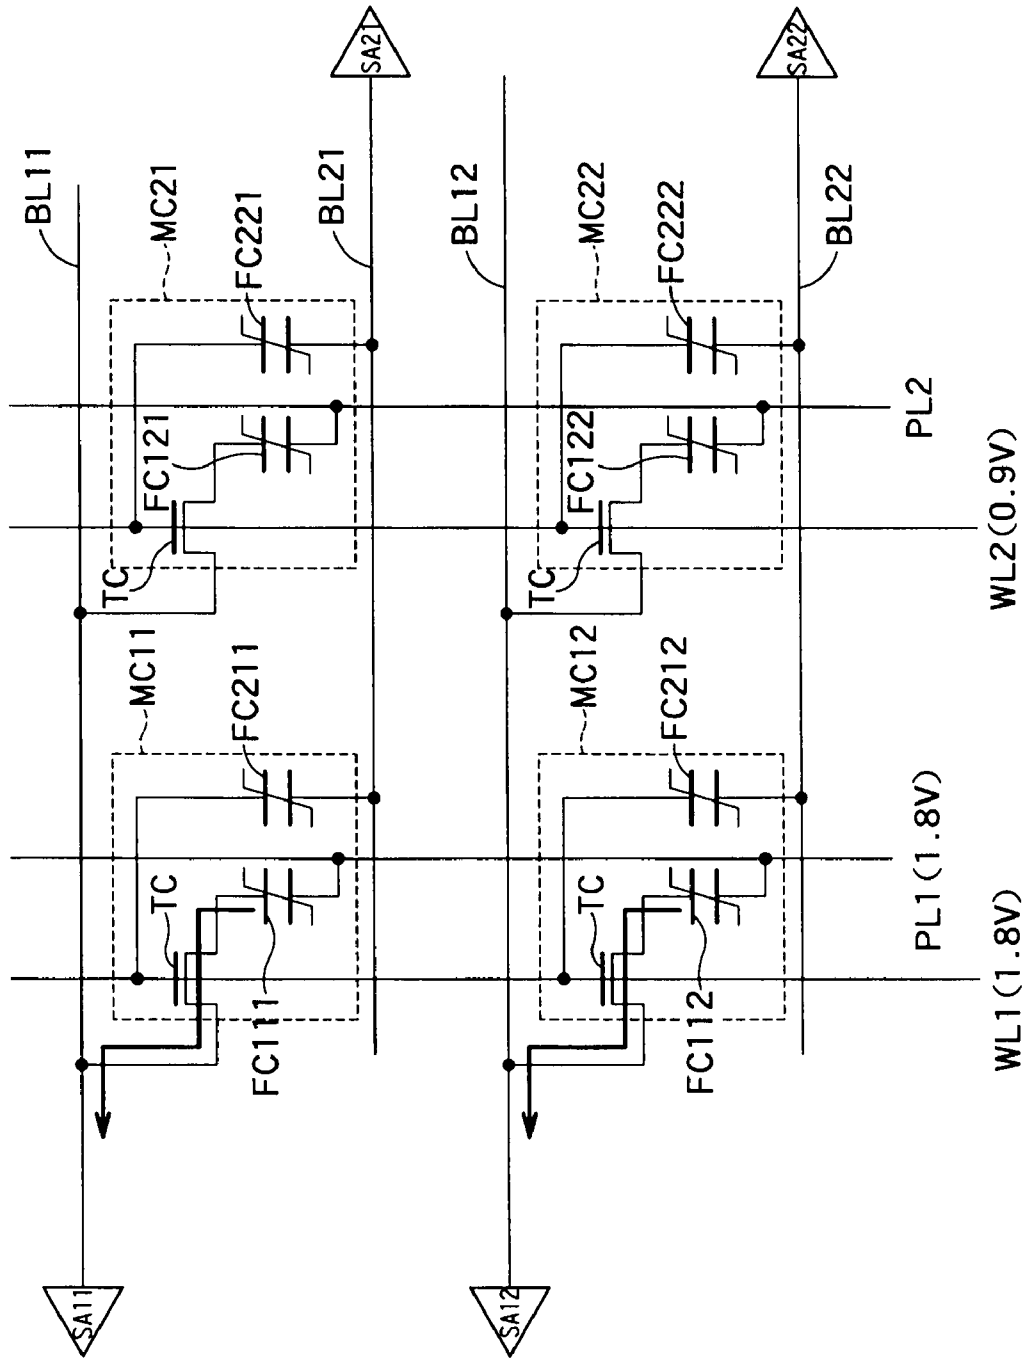 BL11
MC21
FC221
BL21
SA21
BL12
MC22
FC222
BL22
SA22
FC121
TC
FC122
TC
PL2
WL2(0.9V)
MC11
FC211
MC12
FC212
TC
FC111
TC
FC112
PL1(1.8V)
WL1(1.8V)
SA11
SA12